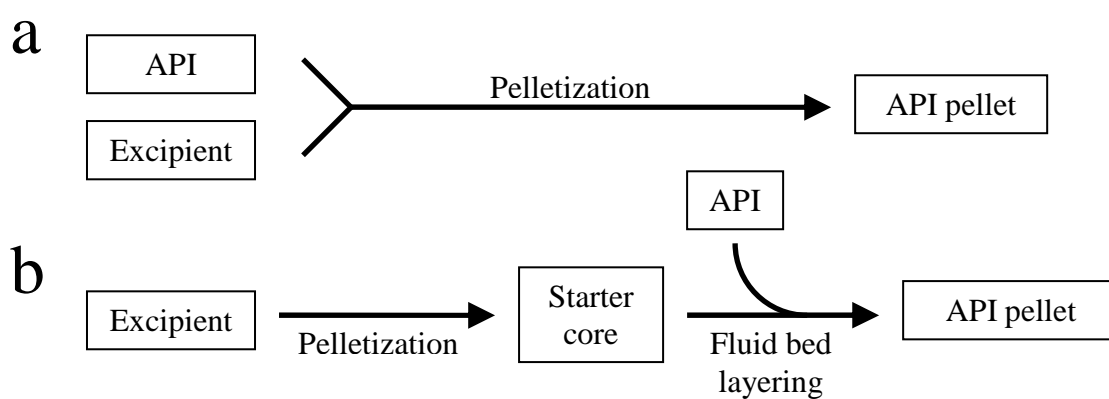 a
API
Excipient
Pelletization
API pellet
b
Excipient
Pelletization
Starter
core
API
Fluid bed
layering
API pellet